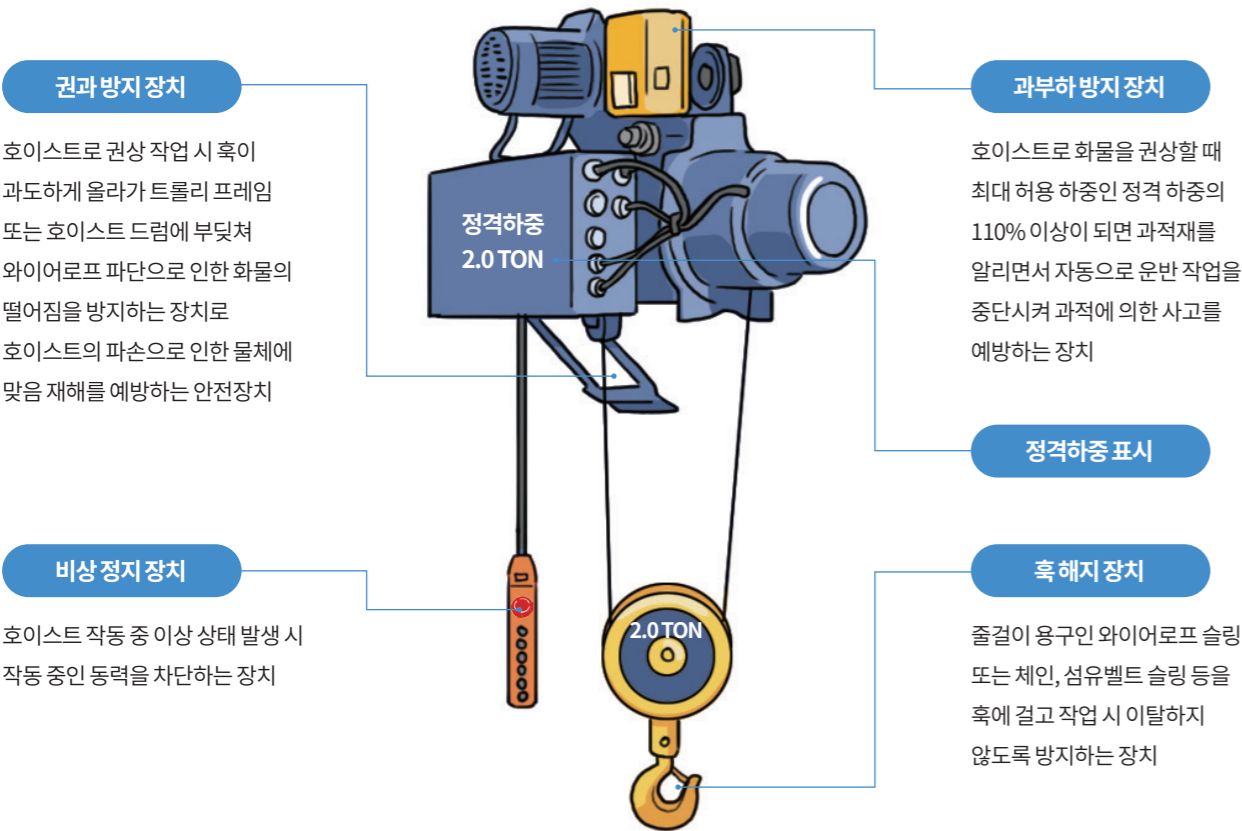 권과 방지 장치
호이스트로 권상 작업 시 훅이
과도하게 올라가 트롤리 프레임
또는 호이스트 드럼에 부딪쳐
와이어로프 파단으로 인한 화물의
떨어짐을 방지하는 장치로
호이스트의 파손으로 인한 물체에
맞음 재해를 예방하는 안전장치
비상 정지 장치
호이스트 작동 중 이상 상태 발생 시
작동 중인 동력을 차단하는 장치
정격하중
2.0 TON
2.0 TON
과부하 방지 장치
호이스트로 화물을 권상할 때
최대 허용 하중인 정격 하중의
110% 이상이 되면 과적재를
알리면서 자동으로 운반 작업을
중단시켜 과적에 의한 사고를
예방하는 장치
정격하중 표시
훅 해지 장치
줄걸이 용구인 와이어로프 슬링
또는 체인, 섬유벨트 슬링 등을
훅에 걸고 작업 시 이탈하지
않도록 방지하는 장치